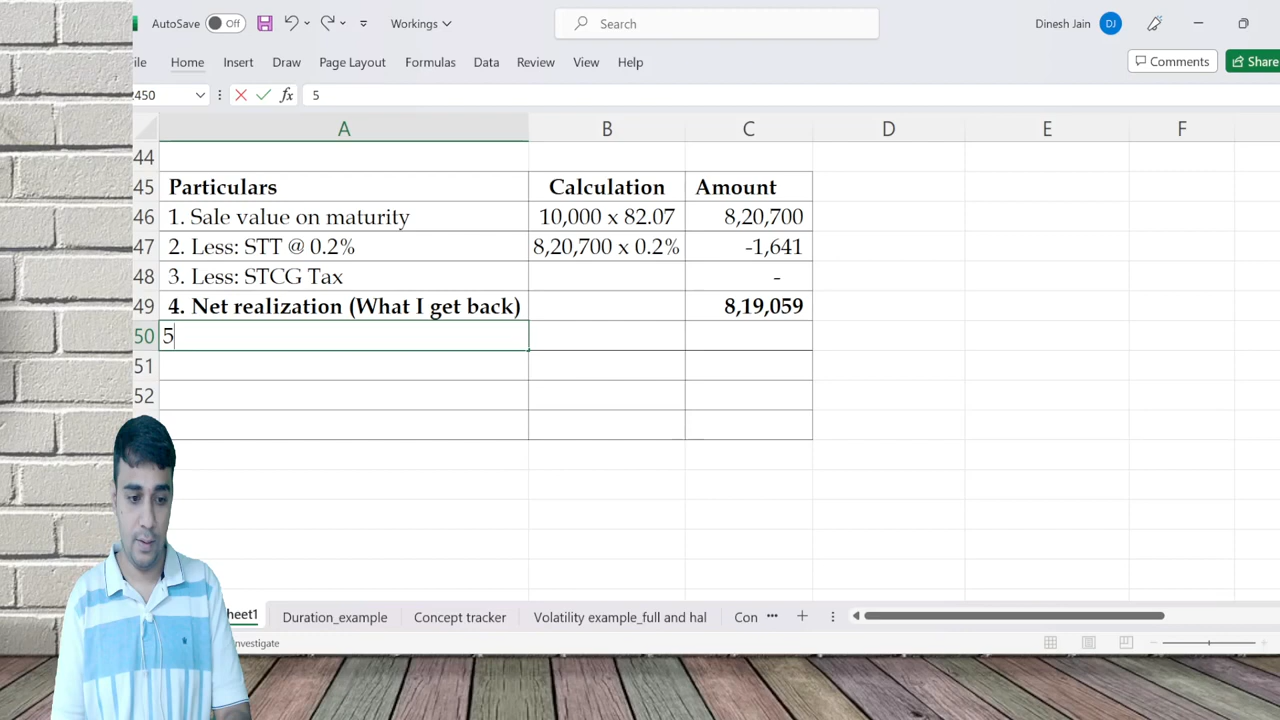 AutoSave Off Workings Search Dinesh Jain DJ
ile Home Insert Draw Page Layout Formulas Data Review View Help Comments Share
450 fx 5
A B C D E F
44
45 Particulars Calculation Amount
46 1. Sale value on maturity 10,000 x 82.07 8,20,700
47 2. Less: STT @ 0.2% 8,20,700 x 0.2% -1,641
48 3. Less: STCG Tax -
49 4. Net realization (What I get back) 8,19,059
50 5
51
52
heet1 Duration_example Concept tracker Volatility example_full and hal Con ...
nvestigate